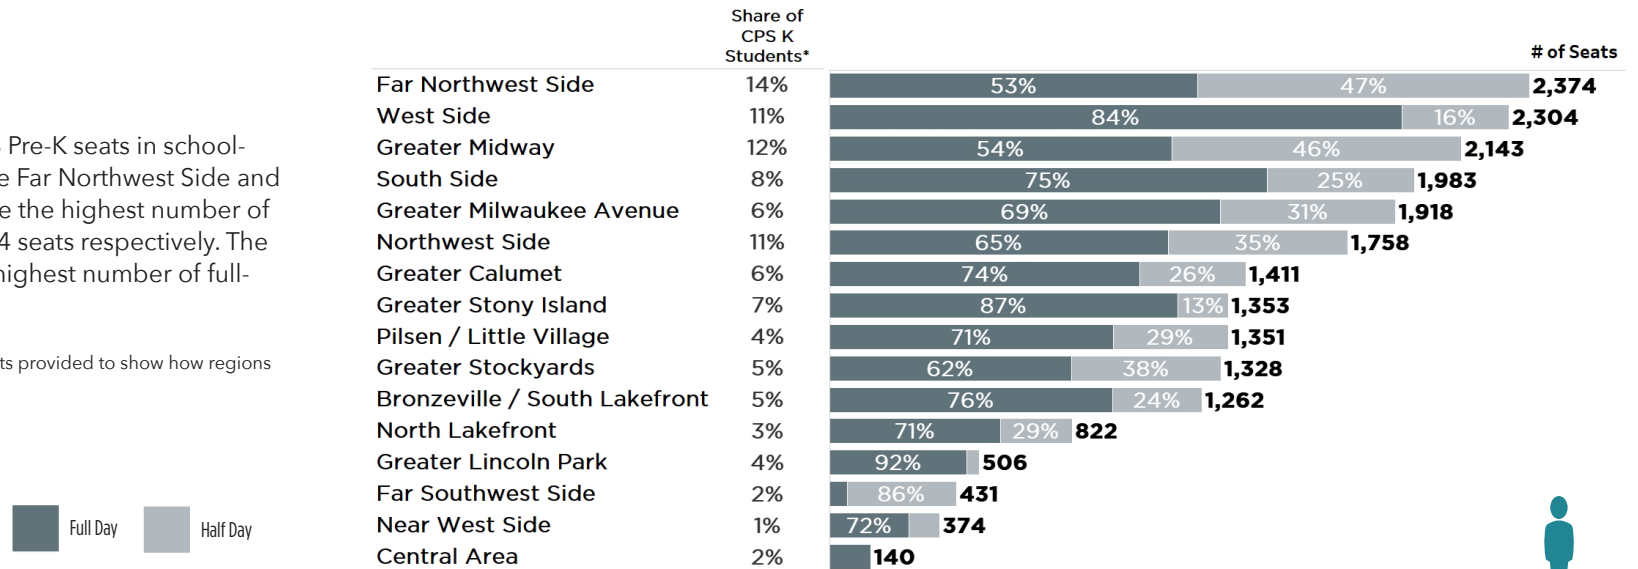 Share of
CPS K
Students*
# of Seats
Far Northwest Side 14% 53% 47% 2,374
West Side 11% 84% 16% 2,304
Greater Midway 12% 54% 46% 2,143
South Side 8% 75% 25% 1,983
Greater Milwaukee Avenue 6% 69% 31% 1,918
Northwest Side 11% 65% 35% 1,758
Greater Calumet 6% 74% 26% 1,411
Greater Stony Island 7% 87% 13% 1,353
Pilsen / Little Village 4% 71% 29% 1,351
Greater Stockyards 5% 62% 38% 1,328
Bronzeville / South Lakefront 5% 76% 24% 1,262
North Lakefront 3% 71% 29% 822
Greater Lincoln Park 4% 92% 506
Far Southwest Side 2% 86% 431
Near West Side 1% 72% 374
Central Area 2% 140
Pre-K seats in school-
e Far Northwest Side and
e the highest number of
4 seats respectively. The
highest number of full-
ts provided to show how regions
Full Day
Half Day